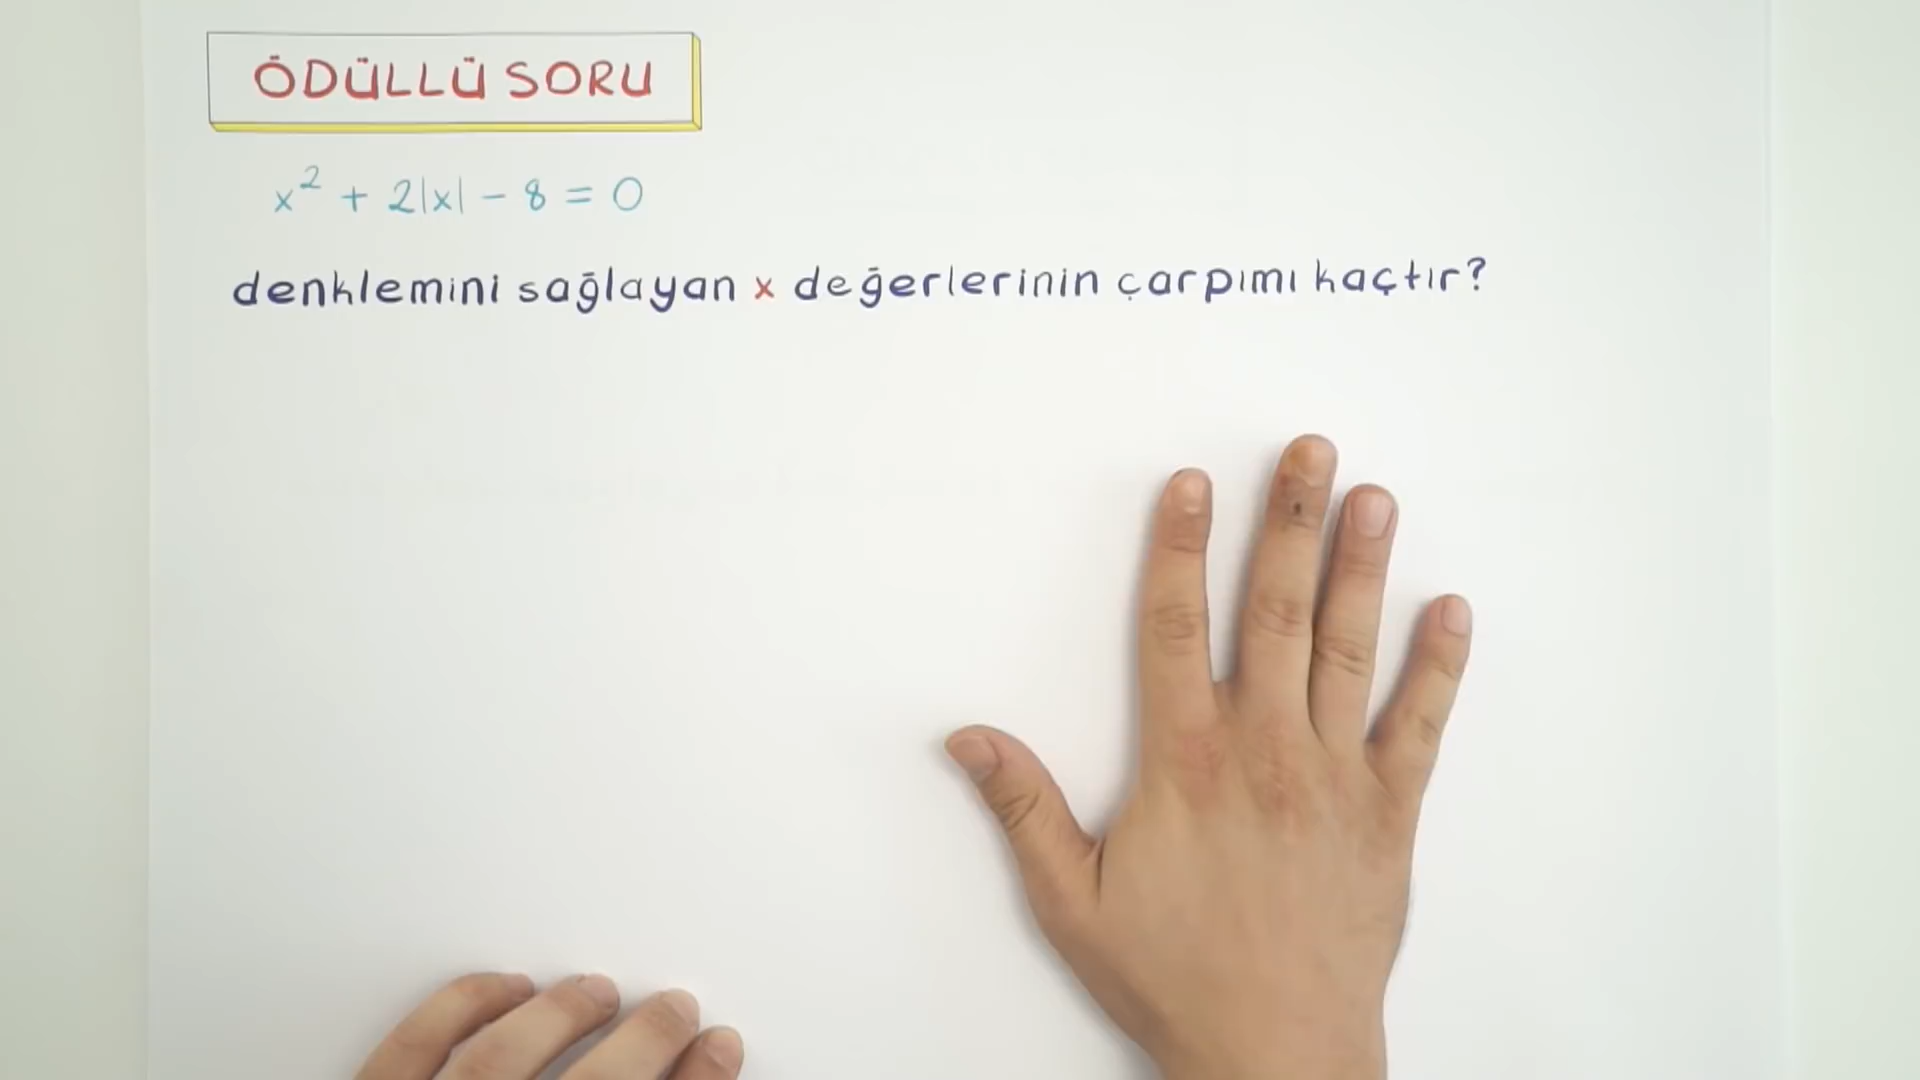 ÖDÜLLÜ SORU
x² + 2|x| - 8 = 0
denklemini sağlayan x değerlerinin çarpımı kaçtır?